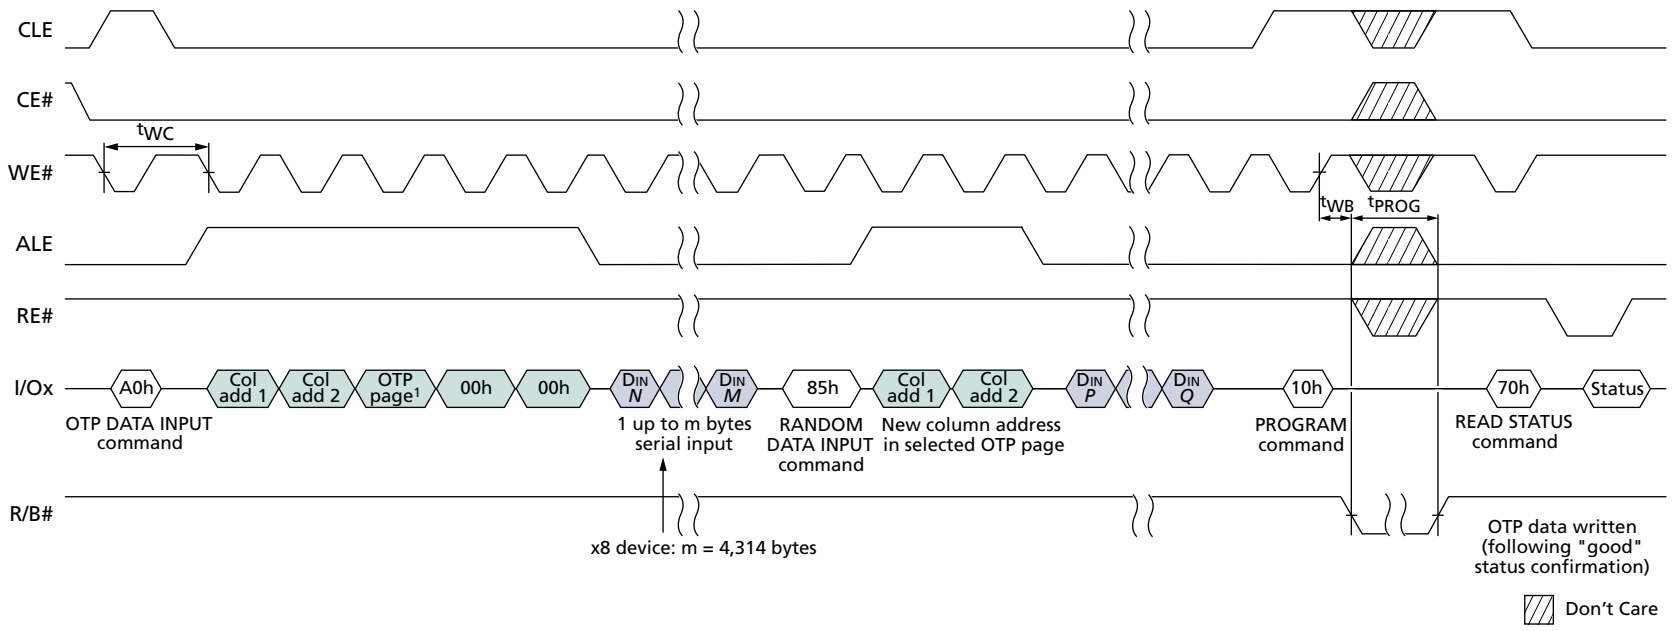 CLE
CE#
tWC
WE#
tWB tPROG
ALE
RE#
I/Ox A0h Col add 1 Col add 2 OTP page1 00h 00h DIN N DIN M 85h Col add 1 Col add 2 DIN P DIN Q 10h 70h Status
OTP DATA INPUT
command
1 up to m bytes
serial input
RANDOM
DATA INPUT
command
New column address
in selected OTP page
PROGRAM
command
READ STATUS
command
R/B#
x8 device: m = 4,314 bytes
OTP data written
(following "good"
status confirmation)
Don't Care